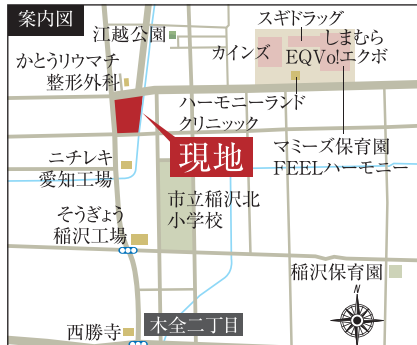 案内図
スギドラッグ
江越公園
しまむら
カインズ
EQVo!エクボ
かとうリウマチ
整形外科
ハーモニーランド
クリニッック
現地
マミーズ保育園
FEELハーモニー
ニチレキ
愛知工場
市立稲沢北
小学校
そうぎょう
稲沢工場
稲沢保育園
N
西勝寺
木全二丁目